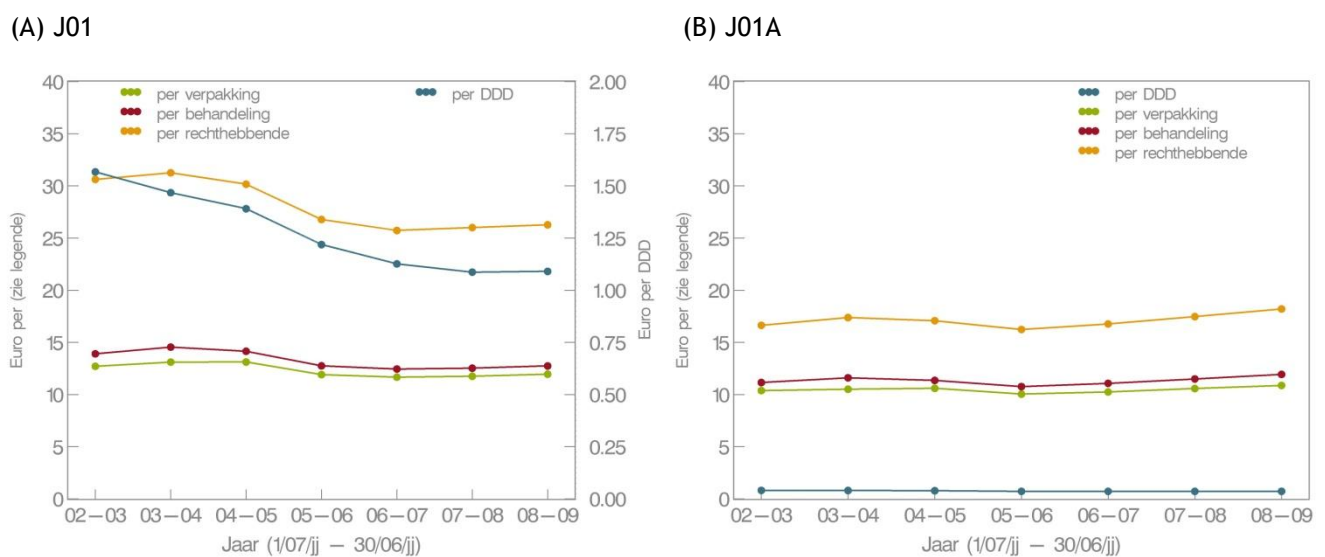 (A) J01
per verpakking
per behandeling
per rechthebbende
per DDD
40
35
30
25
20
15
10
5
0
Euro per (zie legende)
2.00
1.75
1.50
1.25
1.00
0.75
0.50
0.25
0.00
Euro per DDD
02–03 03–04 04–05 05–06 06–07 07–08 08–09
Jaar (1/07/jj – 30/06/jj)
(B) J01A
per DDD
per verpakking
per behandeling
per rechthebbende
40
35
30
25
20
15
10
5
0
Euro per (zie legende)
02–03 03–04 04–05 05–06 06–07 07–08 08–09
Jaar (1/07/jj – 30/06/jj)